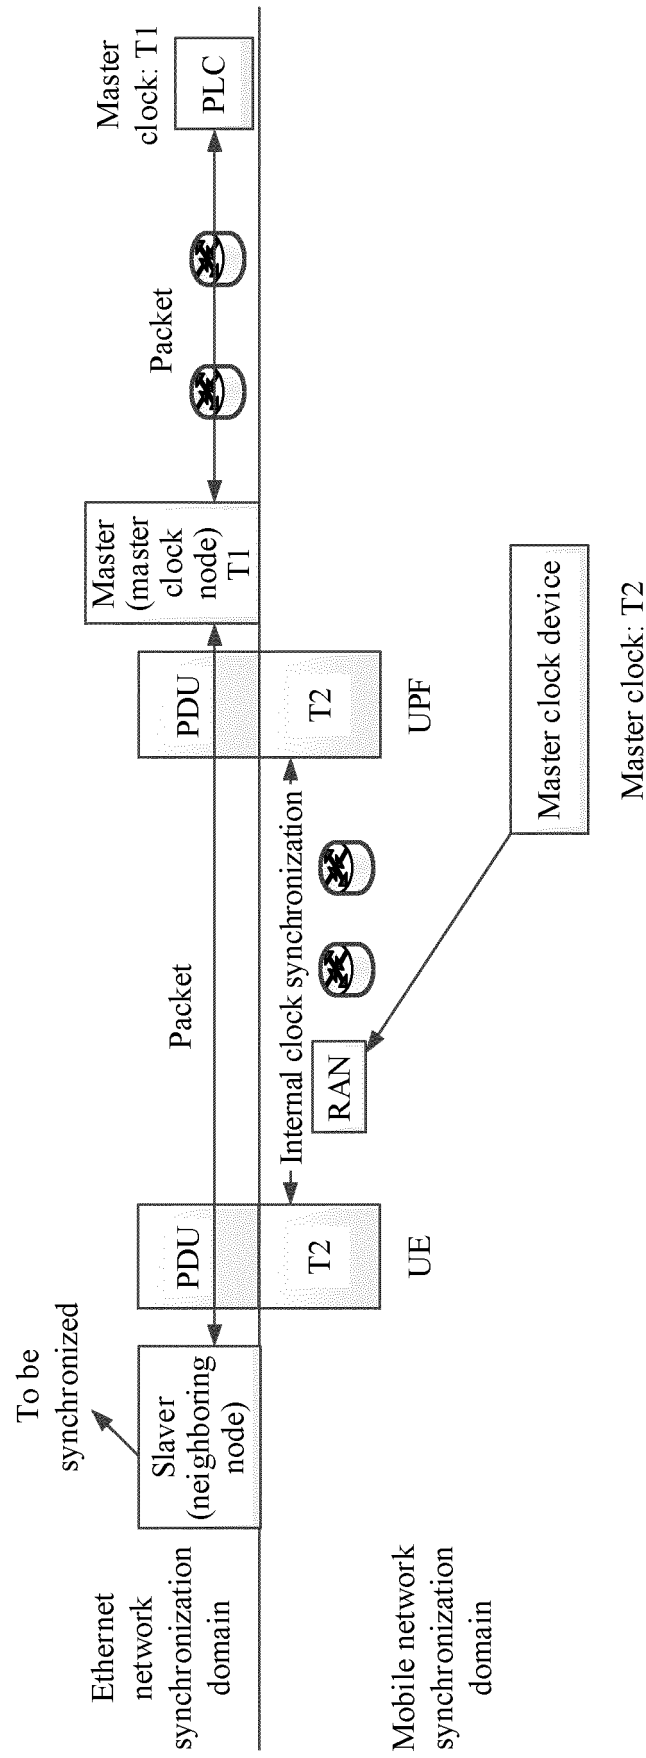 To be
synchronized
Ethernet
network
synchronization
domain
Slaver
(neighboring
node)
PDU
Packet
PDU
Master
(master
clock
node)
T1
Packet
Master
clock: T1
PLC
Mobile network
synchronization
domain
T2
UE
Internal clock synchronization
RAN
T2
UPF
Master clock device
Master clock: T2